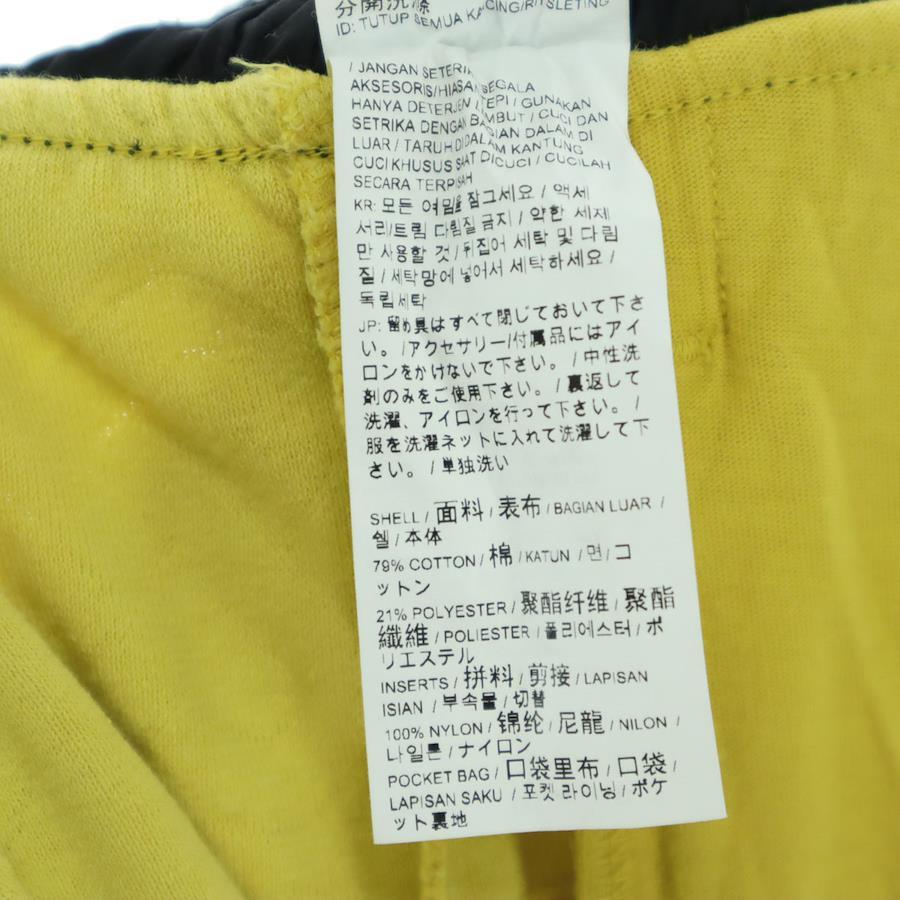 分開洗滌
ID: TUTUP SEMUA KANCING/RITSLETING
/ JANGAN SETERIKA
AKSESORIS/HIASAN SEGALA
HANYA DETERJEN TEPI / GUNAKAN
SETRIKA DENGAN BAMBUT / CUCI DAN
LUAR / TARUH DI DALAM KANTUNG
CUCI KHUSUS SAAT DICUCI / CUCILAH
SECARA TERPISAH
KR: 모든 여밈을 잠그세요 / 액세
서리/트림 다림질 금지 / 약한 세제
만 사용할 것 / 뒤집어 세탁 및 다림
질 / 세탁망에 넣어서 세탁하세요 /
독립세탁
JP: 留め具はすべて閉じておいて下さ
い。/アクセサリー/付属品にはアイ
ロンをかけないで下さい。/ 中性洗
剤のみをご使用下さい。/ 裏返して
洗濯、アイロンを行って下さい。/
服を洗濯ネットに入れて洗濯して下
さい。/ 単独洗い
SHELL / 面料 / 表布 / BAGIAN LUAR /
쉘 / 本体
79% COTTON / 棉 / KATUN / 면 / コ
ットン
21% POLYESTER / 聚酯纤维 / 聚酯
纖維 / POLIESTER / 폴리에스터 / ポ
リエステル
INSERTS / 拼料 / 剪接 / LAPISAN
ISIAN / 부속물 / 切替
100% NYLON / 锦纶 / 尼龍 / NILON /
나일론 / ナイロン
POCKET BAG / 口袋里布 / 口袋 /
LAPISAN SAKU / 포켓 라이닝 / ポケ
ット裏地